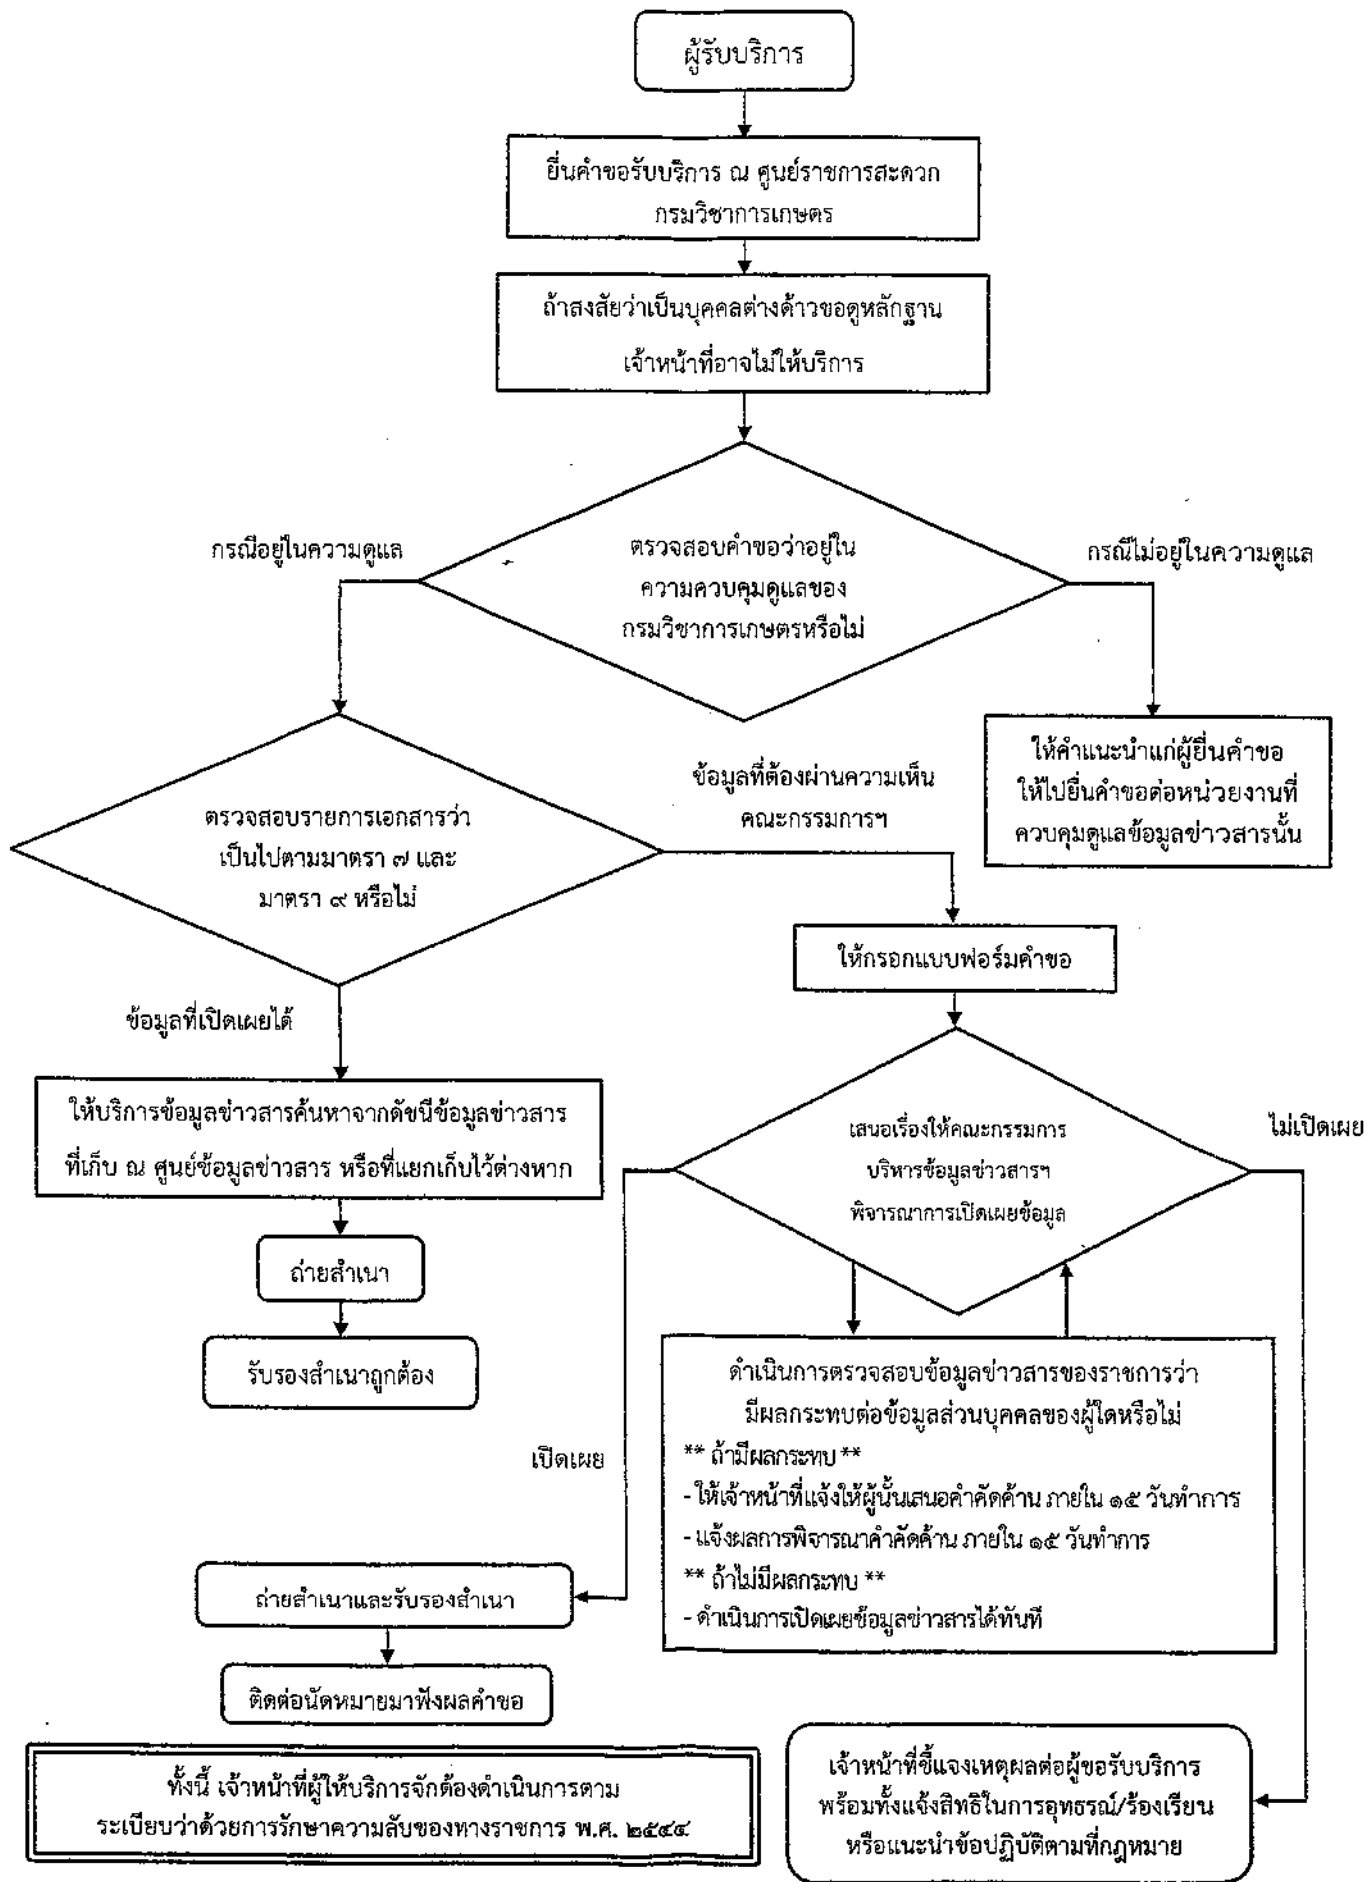 ผู้รับบริการ
ยื่นคำขอรับบริการ ณ ศูนย์ราชการสะดวก
กรมวิชาการเกษตร
ถ้าสงสัยว่าเป็นบุคคลต่างด้าวขอดูหลักฐาน
เจ้าหน้าที่อาจไม่ให้บริการ
กรณีอยู่ในความดูแล
ตรวจสอบคำขอว่าอยู่ใน
ความควบคุมดูแลของ
กรมวิชาการเกษตรหรือไม่
กรณีไม่อยู่ในความดูแล
ให้คำแนะนำแก่ผู้ยื่นคำขอ
ให้ไปยื่นคำขอต่อหน่วยงานที่
ควบคุมดูแลข้อมูลข่าวสารนั้น
ตรวจสอบรายการเอกสารว่า
เป็นไปตามมาตรา ๗ และ
มาตรา ๙ หรือไม่
ข้อมูลที่ต้องผ่านความเห็น
คณะกรรมการฯ
ให้กรอกแบบฟอร์มคำขอ
ข้อมูลที่เปิดเผยได้
ให้บริการข้อมูลข่าวสารค้นหาจากดัชนีข้อมูลข่าวสาร
ที่เก็บ ณ ศูนย์ข้อมูลข่าวสาร หรือที่แยกเก็บไว้ต่างหาก
ถ่ายสำเนา
รับรองสำเนาถูกต้อง
เสนอเรื่องให้คณะกรรมการ
บริหารข้อมูลข่าวสารฯ
พิจารณาการเปิดเผยข้อมูล
ไม่เปิดเผย
ดำเนินการตรวจสอบข้อมูลข่าวสารของราชการว่า
มีผลกระทบต่อข้อมูลส่วนบุคคลของผู้ใดหรือไม่
** ถ้ามีผลกระทบ **
- ให้เจ้าหน้าที่แจ้งให้ผู้นั้นเสนอคำคัดค้าน ภายใน ๑๕ วันทำการ
- แจ้งผลการพิจารณาคำคัดค้าน ภายใน ๑๕ วันทำการ
** ถ้าไม่มีผลกระทบ **
- ดำเนินการเปิดเผยข้อมูลข่าวสารได้ทันที
เปิดเผย
ถ่ายสำเนาและรับรองสำเนา
ติดต่อนัดหมายมาฟังผลคำขอ
ทั้งนี้ เจ้าหน้าที่ผู้ให้บริการจักต้องดำเนินการตาม
ระเบียบว่าด้วยการรักษาความลับของทางราชการ พ.ศ. ๒๕๔๔
เจ้าหน้าที่ชี้แจงเหตุผลต่อผู้ขอรับบริการ
พร้อมทั้งแจ้งสิทธิในการอุทธรณ์/ร้องเรียน
หรือแนะนำข้อปฏิบัติตามที่กฎหมาย